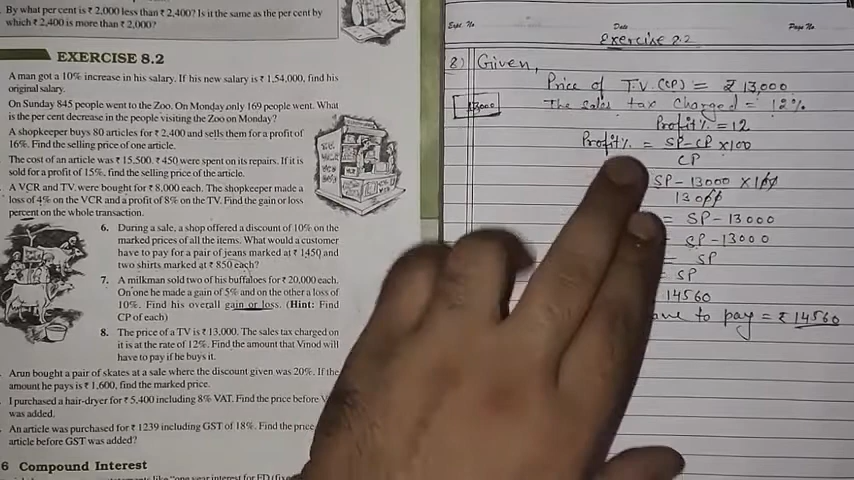 By what per cent is ₹ 2,000 less than ₹ 2,400? Is it the same as the per cent by
which ₹ 2,400 is more than ₹ 2,000?
EXERCISE 8.2
A man got a 10% increase in his salary. If his new salary is ₹ 1,54,000, find his
original salary.
On Sunday 845 people went to the Zoo. On Monday only 169 people went. What
is the per cent decrease in the people visiting the Zoo on Monday?
A shopkeeper buys 80 articles for ₹ 2,400 and sells them for a profit of
16%. Find the selling price of one article.
The cost of an article was ₹ 15,500. ₹ 450 were spent on its repairs. If it is
sold for a profit of 15%, find the selling price of the article.
A VCR and TV were bought for ₹ 8,000 each. The shopkeeper made a
loss of 4% on the VCR and a profit of 8% on the TV. Find the gain or loss
percent on the whole transaction.
6. During a sale, a shop offered a discount of 10% on the
marked prices of all the items. What would a customer
have to pay for a pair of jeans marked at ₹ 1450 and
two shirts marked at ₹ 850 each?
7. A milkman sold two of his buffaloes for ₹ 20,000 each.
On one he made a gain of 5% and on the other a loss of
10%. Find his overall gain or loss. (Hint: Find
CP of each)
8. The price of a TV is ₹ 13,000. The sales tax charged on
it is at the rate of 12%. Find the amount that Vinod will
have to pay if he buys it.
Arun bought a pair of skates at a sale where the discount given was 20%. If the
amount he pays is ₹ 1,600, find the marked price.
I purchased a hair-dryer for ₹ 5,400 including 8% VAT. Find the price before
was added.
An article was purchased for ₹ 1239 including GST of 18%. Find the price
article before GST was added?
6 Compound Interest
Expt. No
Date
Page No.
Exercise 8.2
8) Given,
Price of T.V. (CP) = ₹ 13,000
13000
The sales tax charged = 12%
Profit% = 12
Profit% = SP-CP x100
CP
SP - 13000 x 100
13000
= SP - 13000
= SP - 13000
= SP
= SP
14560
to pay = ₹ 14560